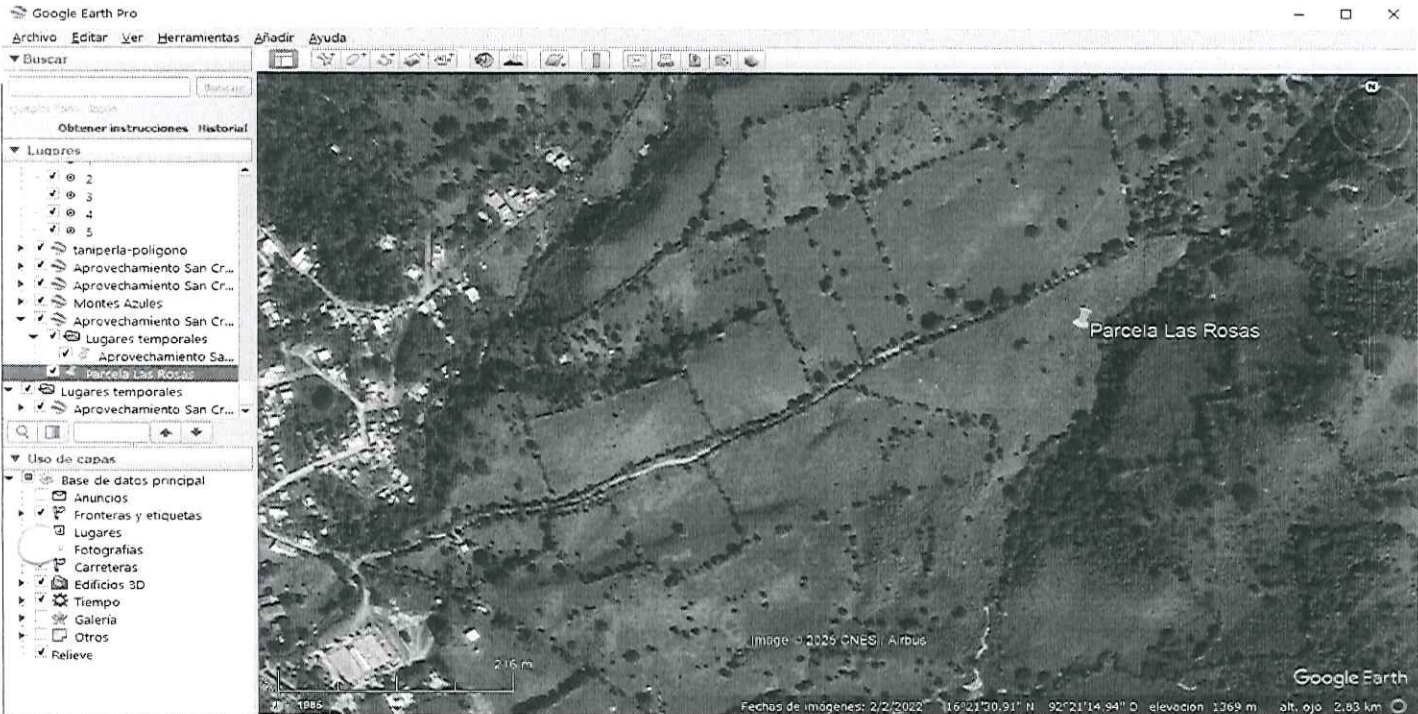 Google Earth Pro
Archivo Editar Ver Herramientas Añadir Ayuda
Buscar
Obtener instrucciones Historial
Lugares
2
3
4
5
taniperla-poligono
Aprovechamiento San Cr...
Aprovechamiento San Cr...
Montes Azules
Aprovechamiento San Cr...
Lugares temporales
Aprovechamiento Sa...
Parcela Las Rosas
Lugares temporales
Aprovechamiento San Cr...
Uso de capas
Base de datos principal
Anuncios
Fronteras y etiquetas
Lugares
Fotografías
Carreteras
Edificios 3D
Tiempo
Galería
Otros
Relieve
N
Parcela Las Rosas
Image © 2025 CNES / Airbus
216 m
Google Earth
1985
Fechas de imágenes: 2/2/2022 16°21'30.91" N 92°21'14.94" O elevación 1369 m alt. ojo 2.83 km